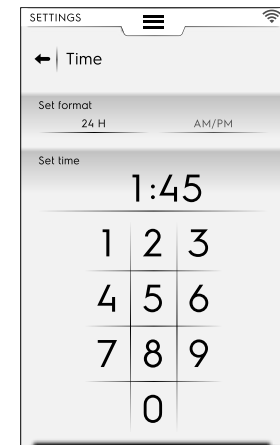 SETTINGS
Time
Set format
24 H AM/PM
Set time
1:45
1 2 3
4 5 6
7 8 9
0